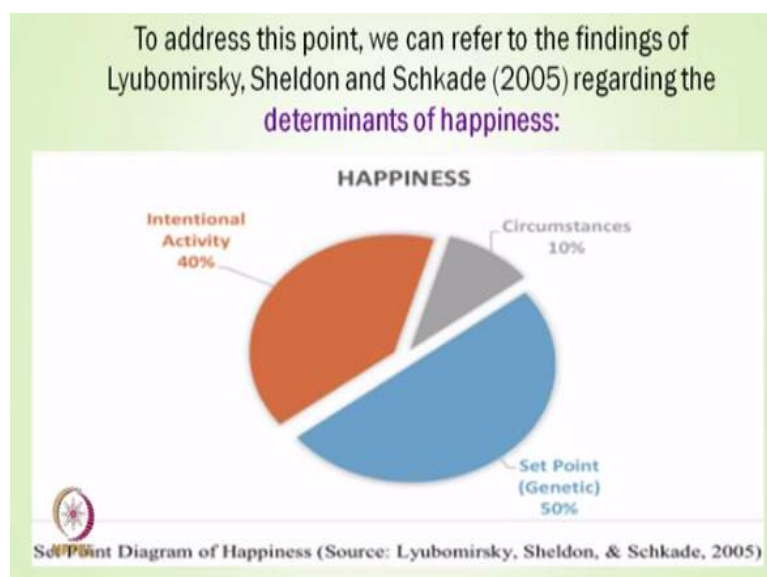 To address this point, we can refer to the findings of
Lyubomirsky, Sheldon and Schkade (2005) regarding the
determinants of happiness:
HAPPINESS
Intentional
Activity
40%
Circumstances
10%
Set Point
(Genetic)
50%
Set Point Diagram of Happiness (Source: Lyubomirsky, Sheldon, & Schkade, 2005)